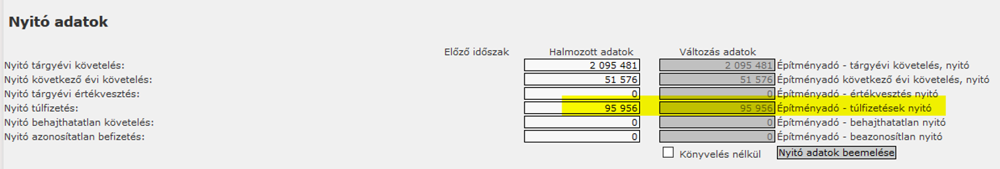 Nyitó adatok
Előző időszak Halmozott adatok Változás adatok
Nyitó tárgyévi követelés: 2 095 481 2 095 481 Építményadó - tárgyévi követelés, nyitó
Nyitó következő évi követelés: 51 576 51 576 Építményadó következő évi követelés, nyitó
Nyitó tárgyévi értékvesztés: 0 0 Építményadó - értékvesztés nyitó
Nyitó túlfizetés: 95 956 95 956 Építményadó - túlfizetések nyitó
Nyitó behajthatatlan követelés: 0 0 Építményadó - behajthatatlan nyitó
Nyitó azonosítatlan befizetés: 0 0 Építményadó - beazonosítlan nyitó
Könyvelés nélkül Nyitó adatok beemelése